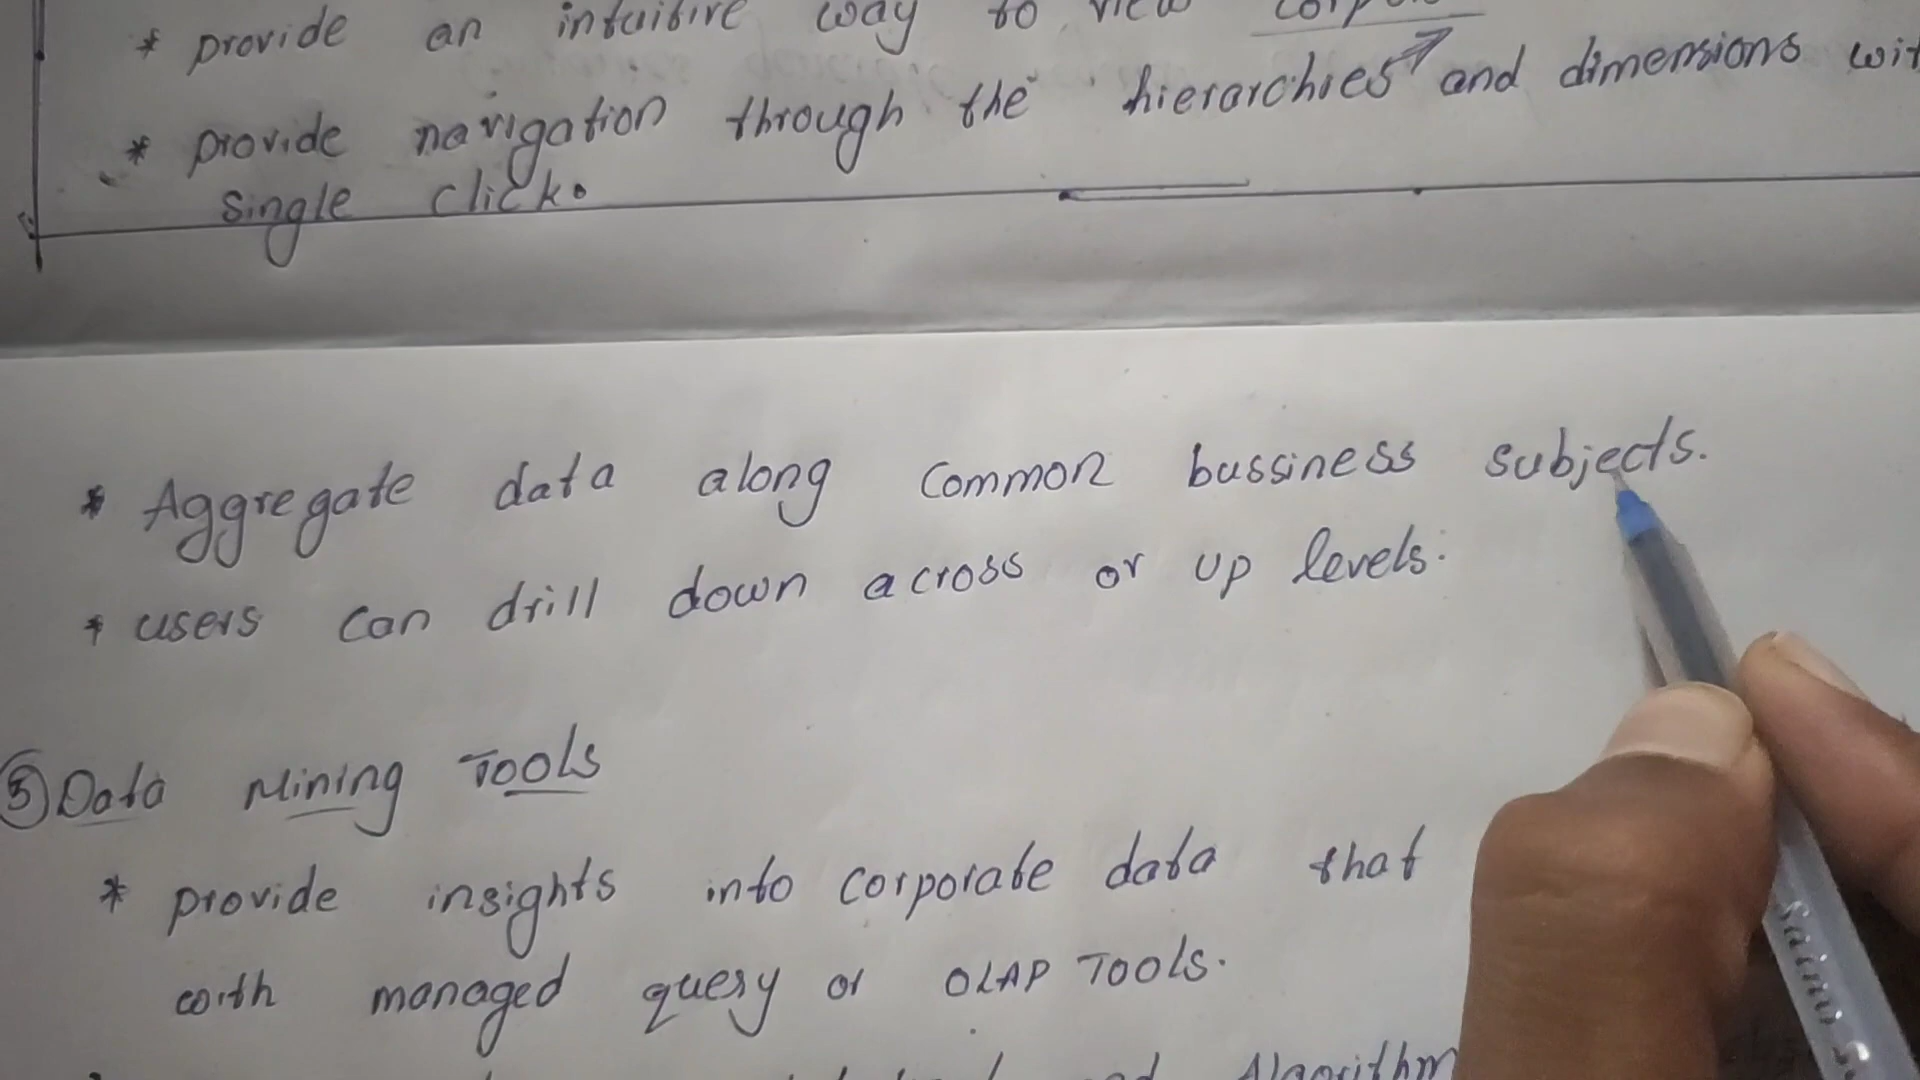 * provide an intuitive way to view
* provide navigation through the hierarchies and dimensions
single click.
* Aggregate data along common bussiness subjects.
* users can drill down across or up levels.
⑤ Data Mining Tools
* provide insights into corporate data that
with managed query or OLAP Tools.
Algorithm